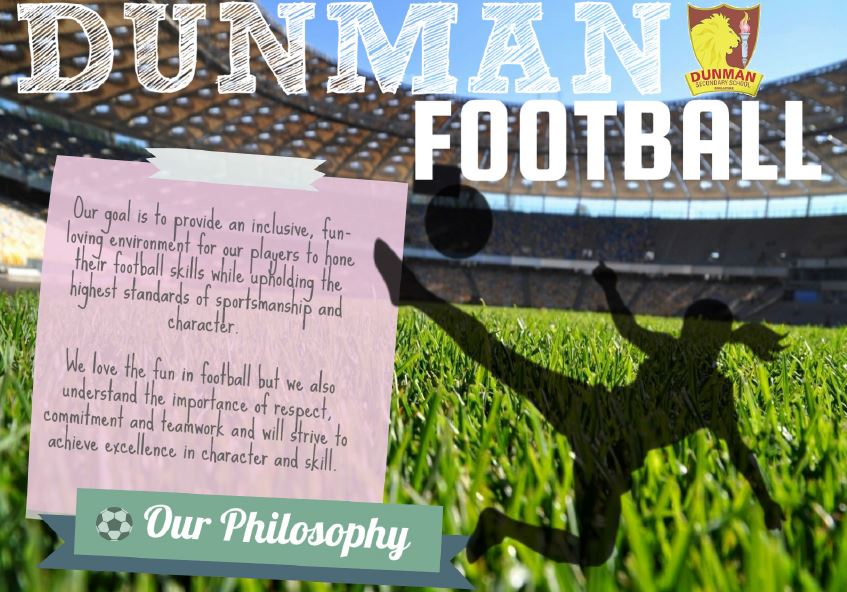 DUNMAN
DUNMAN
SECONDARY SCHOOL
SINGAPORE
FOOTBALL
Our goal is to provide an inclusive, fun-
loving environment for our players to hone
their football skills while upholding the
highest standards of sportsmanship and
character.
We love the fun in football but we also
understand the importance of respect,
commitment and teamwork and will strive to
achieve excellence in character and skill.
Our Philosophy